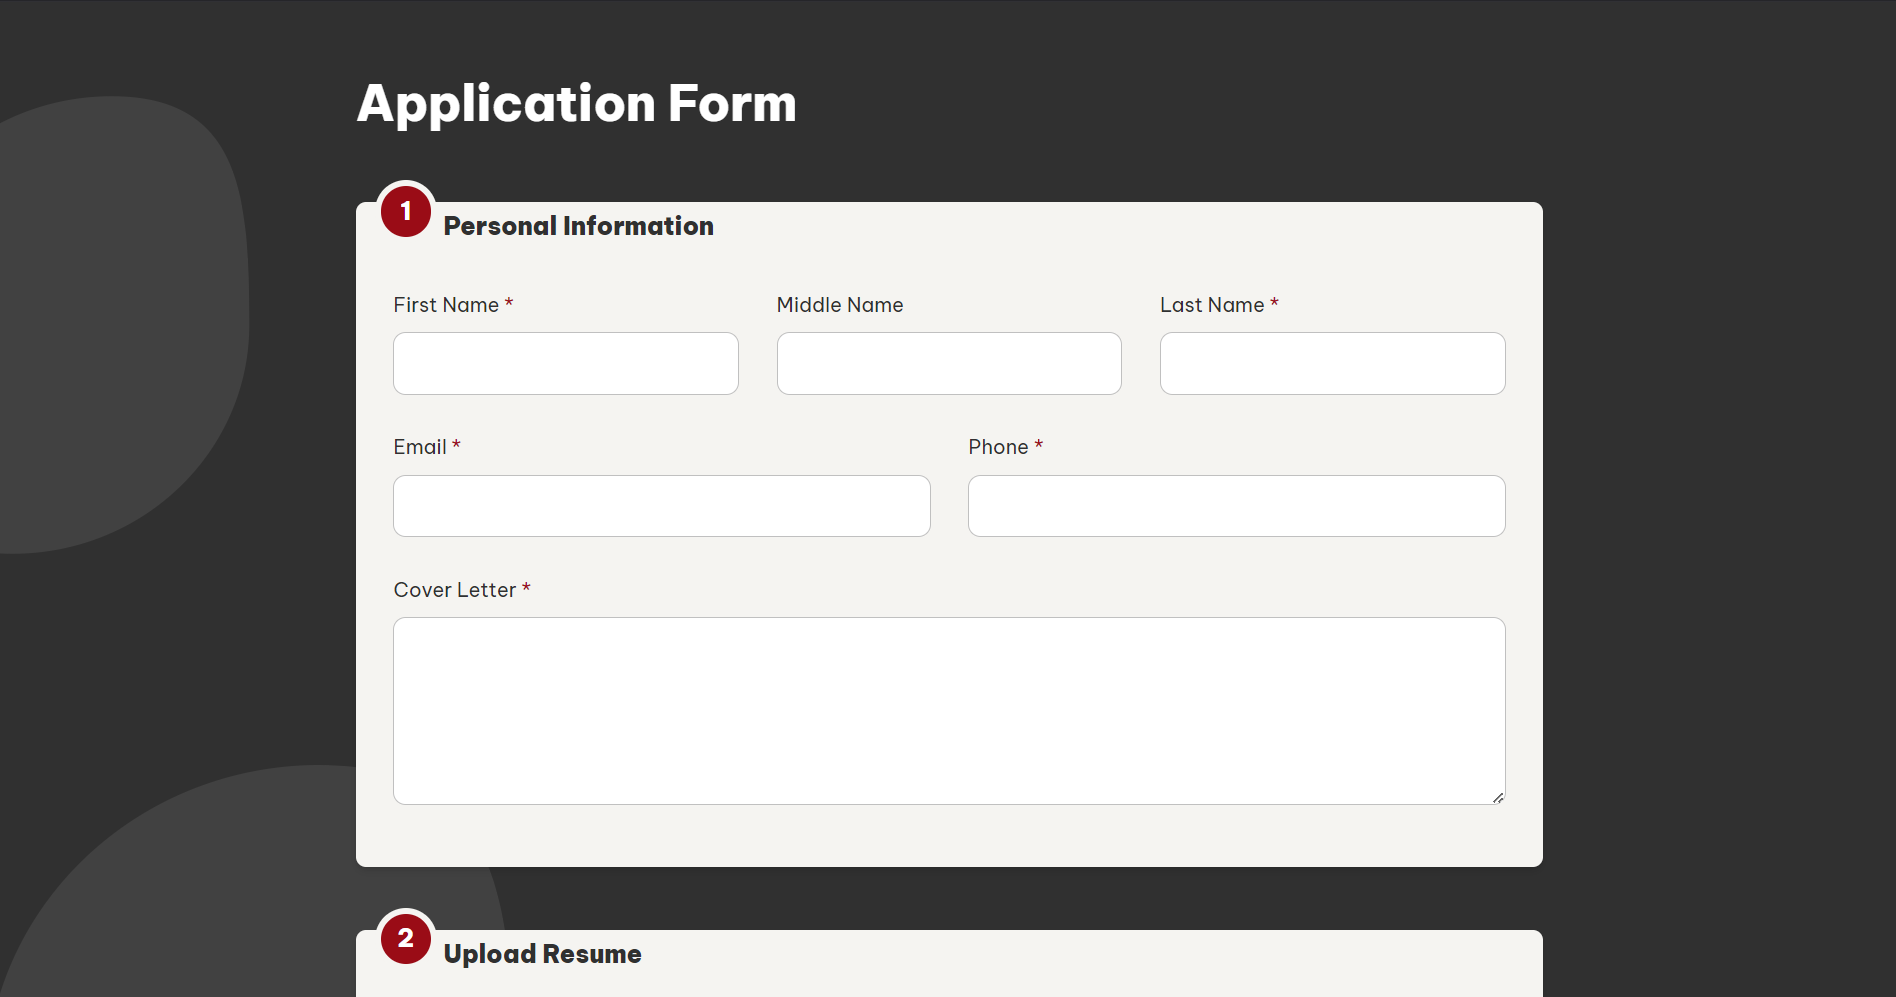 Application Form
1
Personal Information
First Name * Middle Name Last Name *
Email * Phone *
Cover Letter *
2
Upload Resume